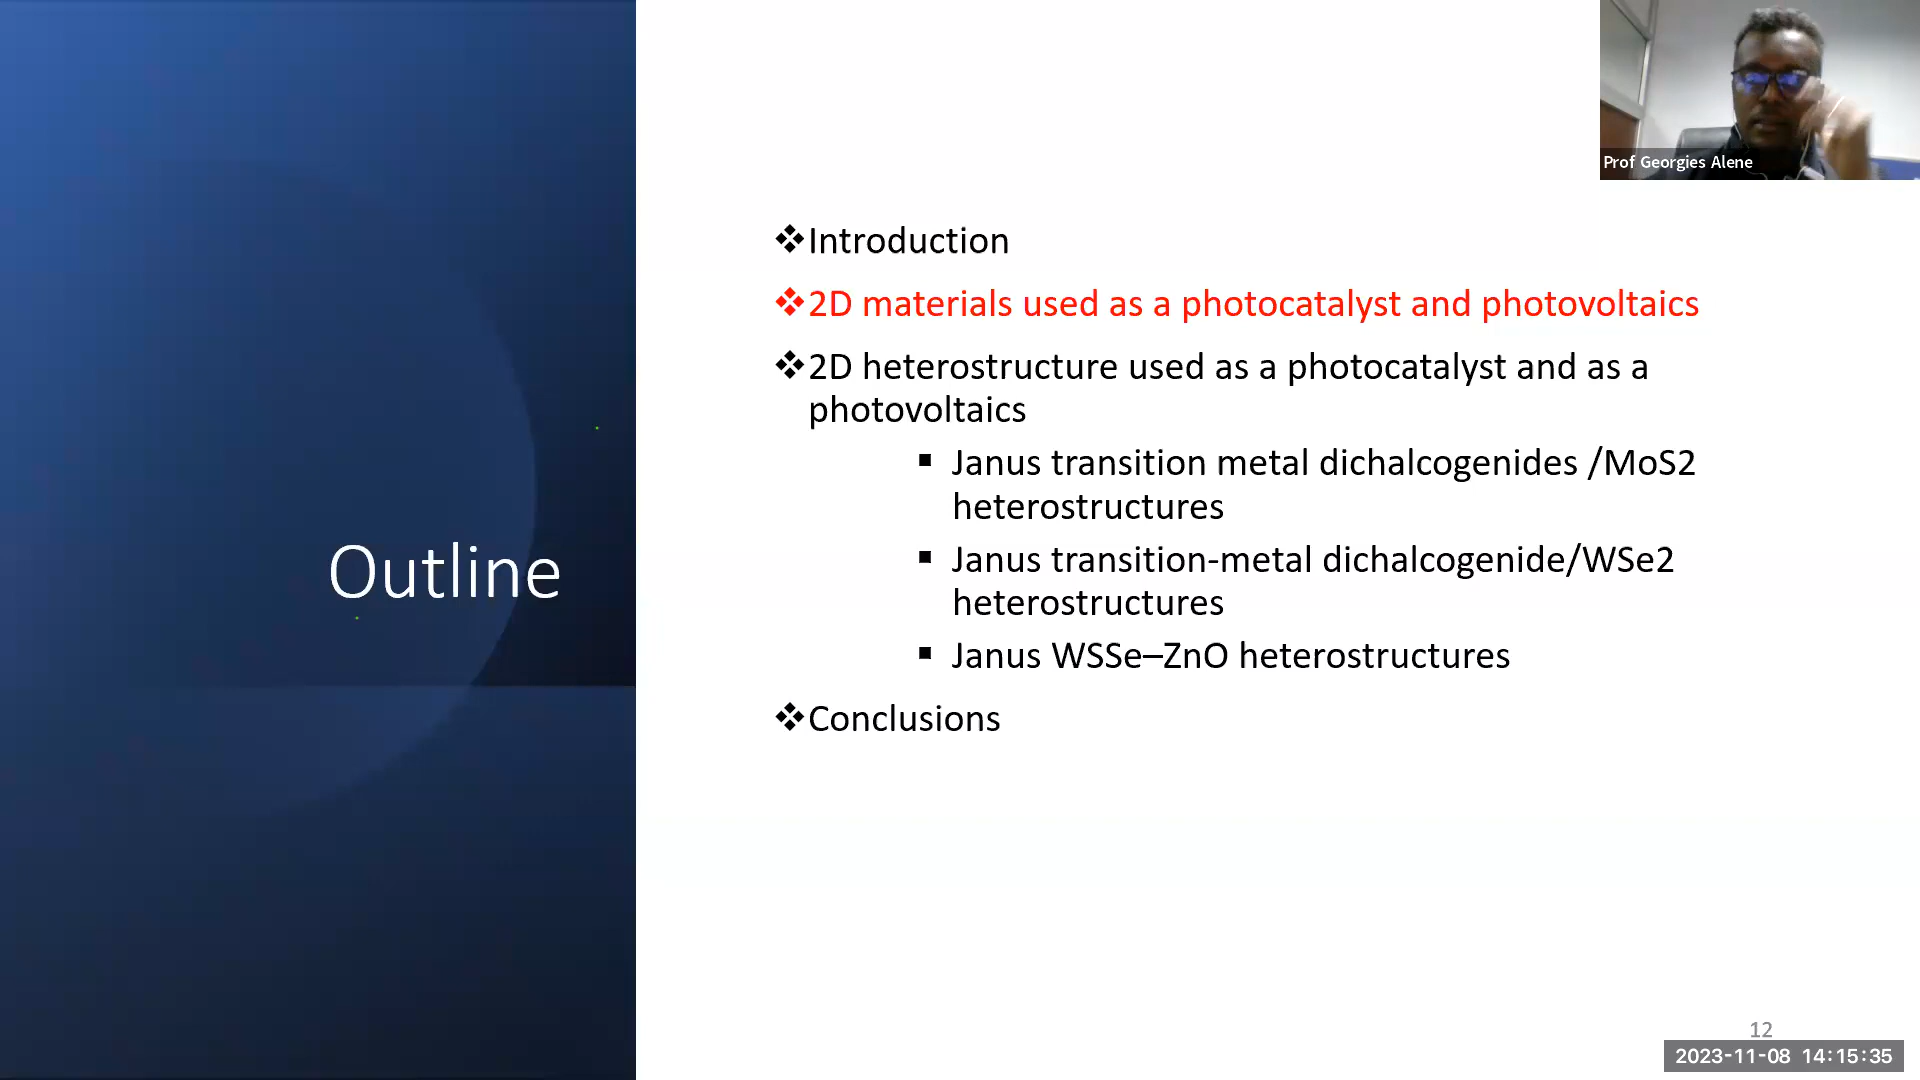 Prof Georgies Alene
Outline
❖Introduction
❖2D materials used as a photocatalyst and photovoltaics
❖2D heterostructure used as a photocatalyst and as a
photovoltaics
▪ Janus transition metal dichalcogenides /MoS2
heterostructures
▪ Janus transition-metal dichalcogenide/WSe2
heterostructures
▪ Janus WSSe–ZnO heterostructures
❖Conclusions
12
2023-11-08 14:15:35